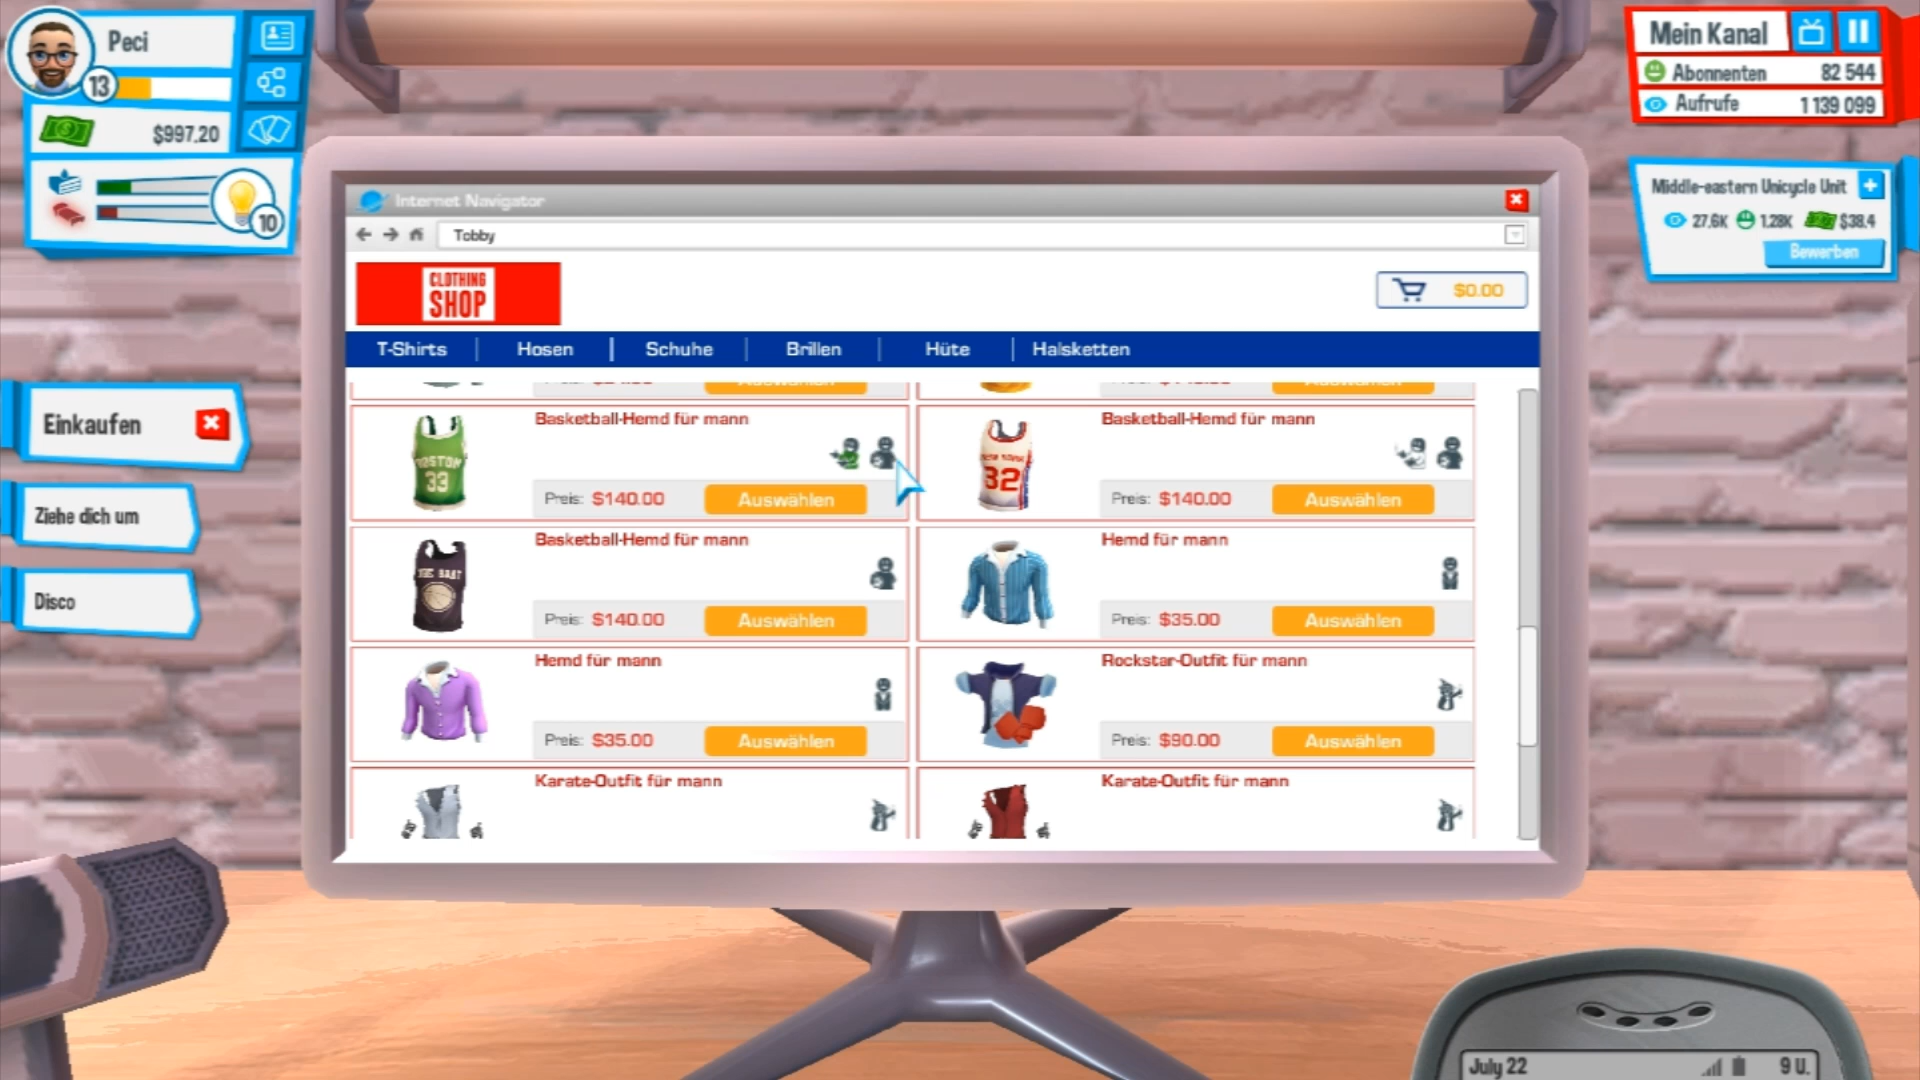 Peci
13
$997.20
10
Mein Kanal
Abonnenten 82 544
Aufrufe 1 139 099
Middle-eastern Unicycle Unit
27.6K 1.28K $38.4
Bewerben
Einkaufen
Ziehe dich um
Disco
Internet Navigator
Tobby
CLOTHING
SHOP
$0.00
T-Shirts Hosen Schuhe Brillen Hüte Halsketten
Auswählen Auswählen
Basketball-Hemd für mann
33
Preis: $140.00 Auswählen
Basketball-Hemd für mann
32
Preis: $140.00 Auswählen
Basketball-Hemd für mann
Preis: $140.00 Auswählen
Hemd für mann
Preis: $35.00 Auswählen
Hemd für mann
Preis: $35.00 Auswählen
Rockstar-Outfit für mann
Preis: $90.00 Auswählen
Karate-Outfit für mann
Karate-Outfit für mann
July 22 9 U.